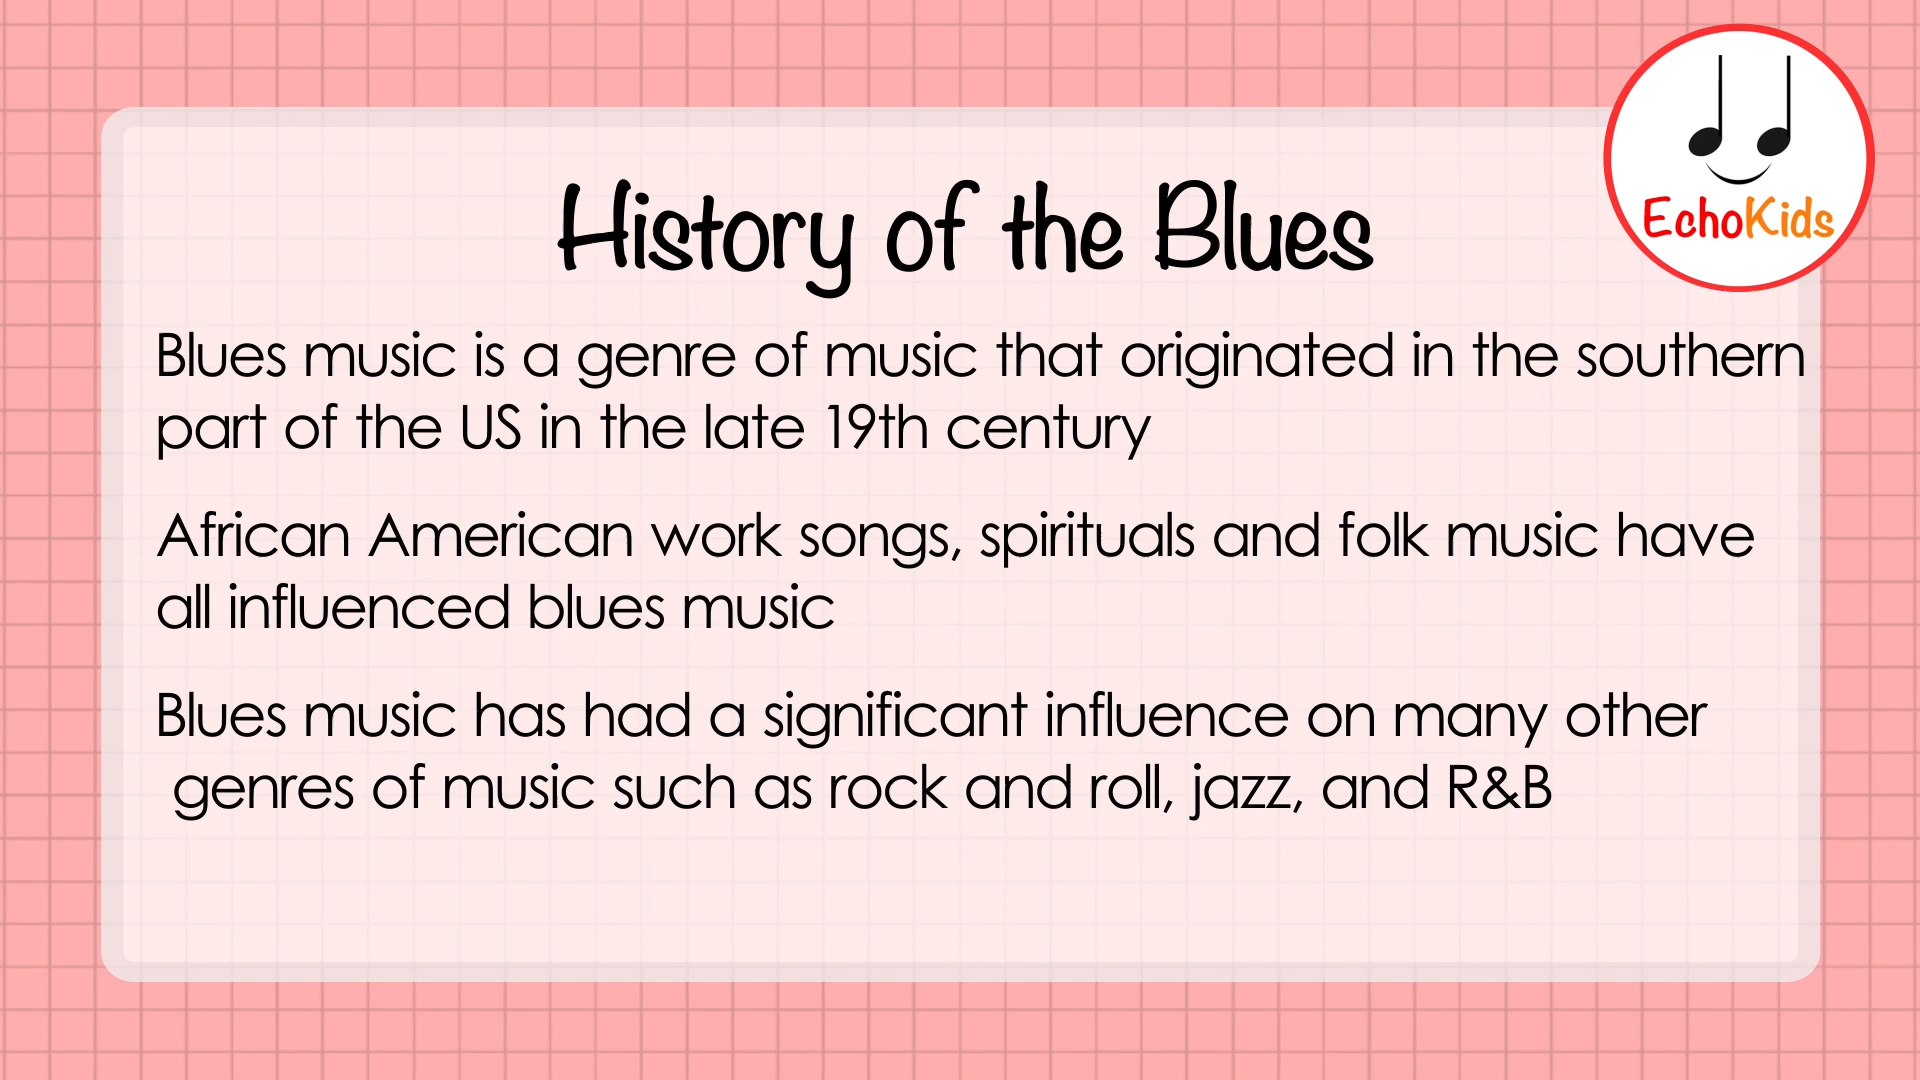 EchoKids
History of the Blues
Blues music is a genre of music that originated in the southern
part of the US in the late 19th century
African American work songs, spirituals and folk music have
all influenced blues music
Blues music has had a significant influence on many other
genres of music such as rock and roll, jazz, and R&B